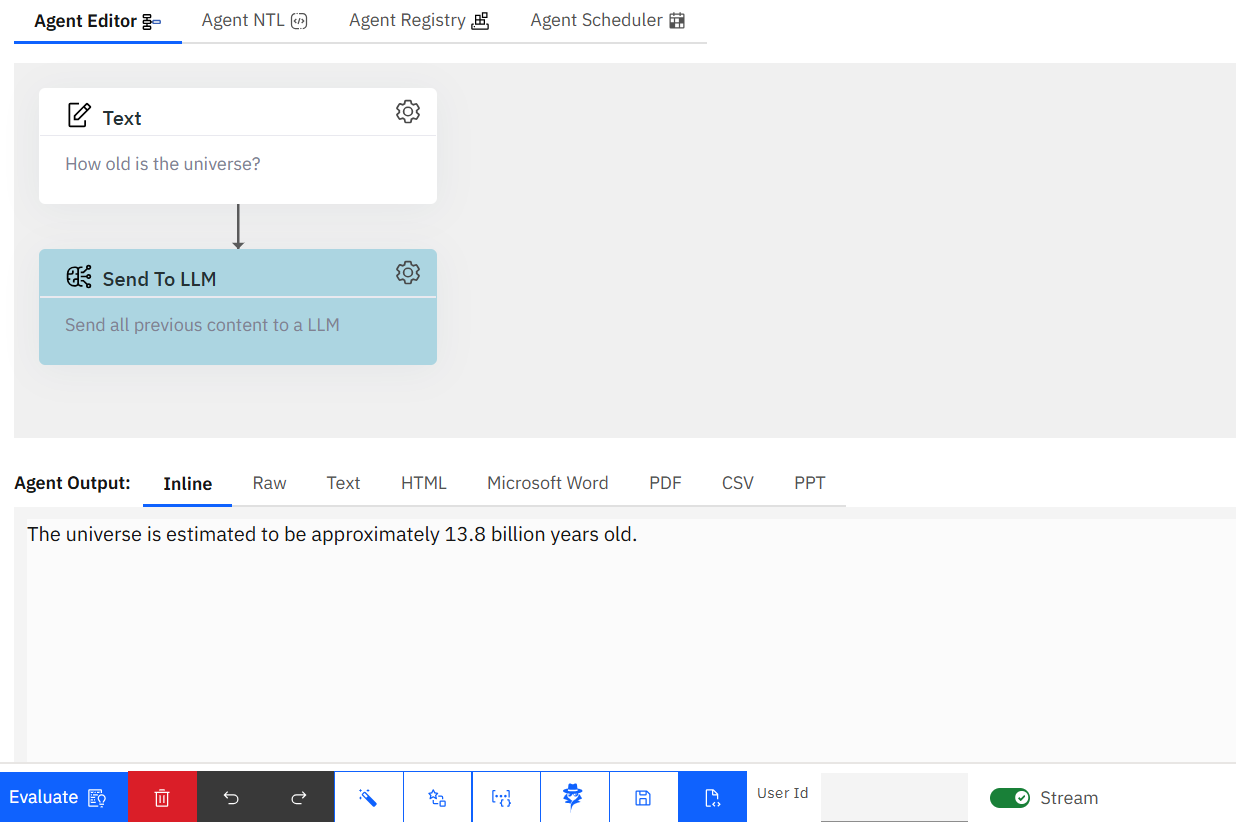 Agent Editor Agent NTL Agent Registry Agent Scheduler
Text
How old is the universe?
Send To LLM
Send all previous content to a LLM
Agent Output: Inline Raw Text HTML Microsoft Word PDF CSV PPT
The universe is estimated to be approximately 13.8 billion years old.
Evaluate User Id Stream